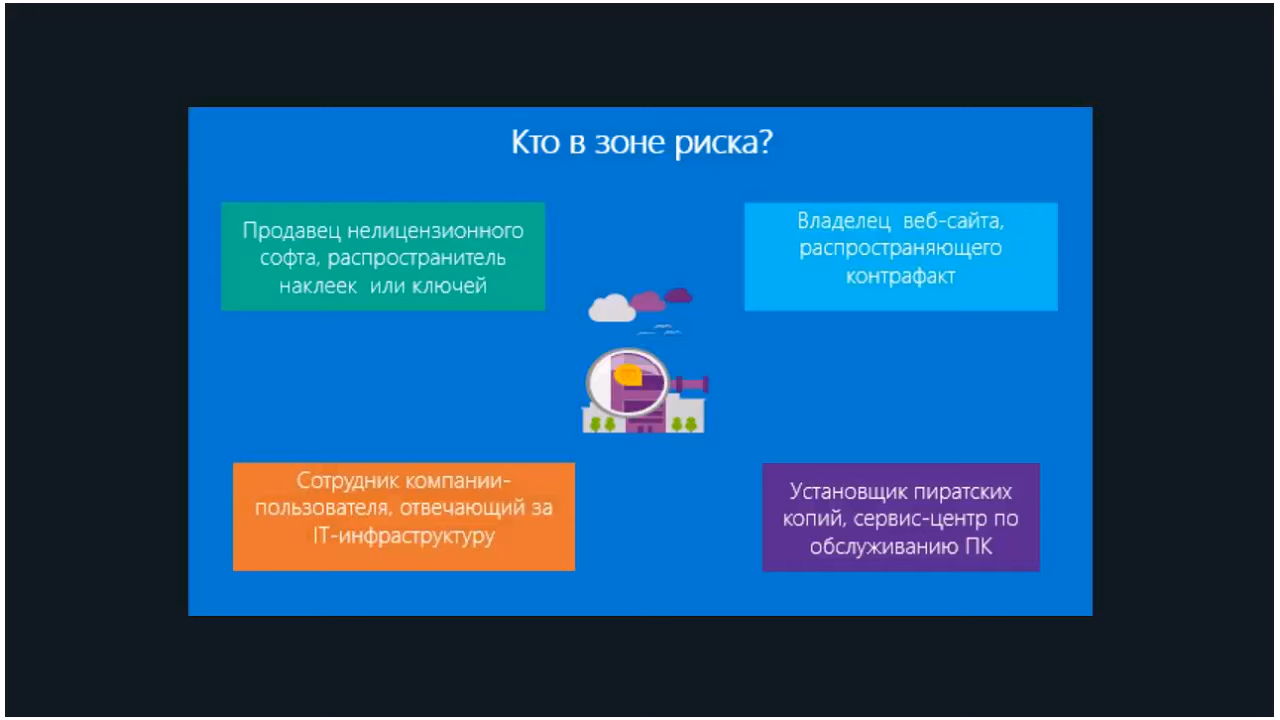 Кто в зоне риска?
Продавец нелицензионного
софта, распространитель
наклеек или ключей
Владелец веб-сайта,
распространяющего
контрафакт
Сотрудник компании-
пользователя, отвечающий за
IT-инфраструктуру
Установщик пиратских
копий, сервис-центр по
обслуживанию ПК